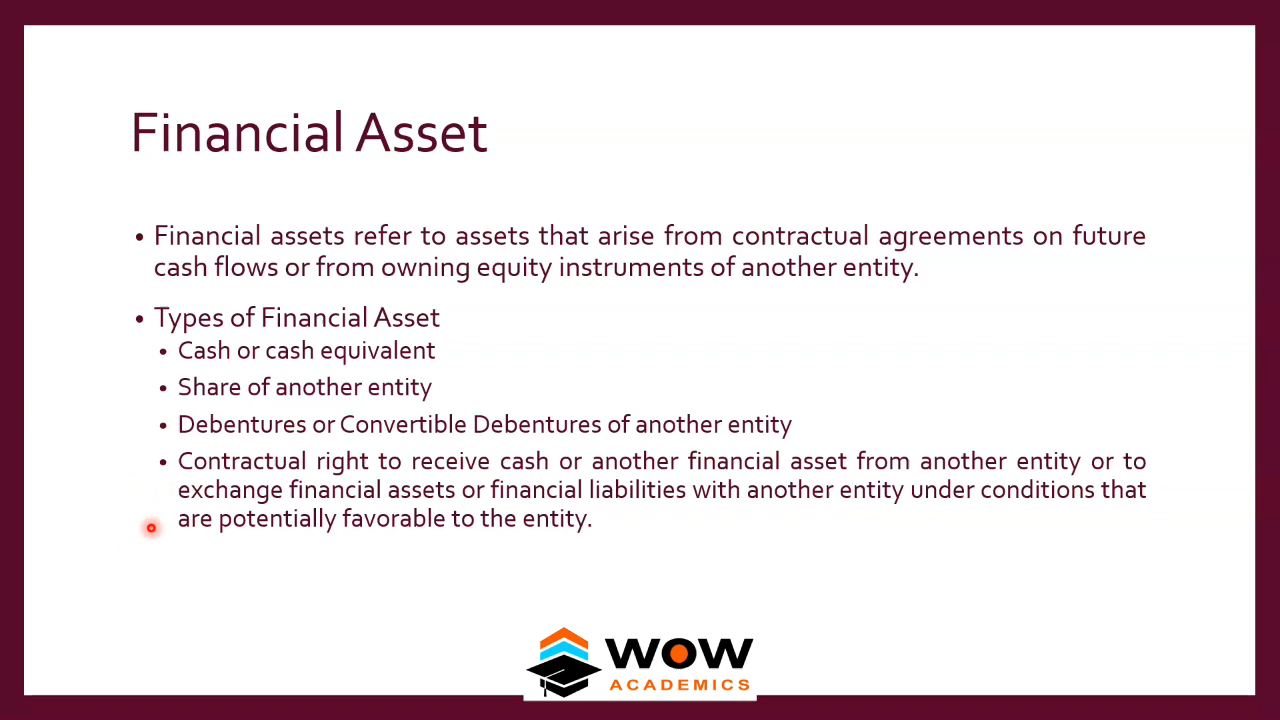 Financial Asset
• Financial assets refer to assets that arise from contractual agreements on future
cash flows or from owning equity instruments of another entity.
• Types of Financial Asset
• Cash or cash equivalent
• Share of another entity
• Debentures or Convertible Debentures of another entity
• Contractual right to receive cash or another financial asset from another entity or to
exchange financial assets or financial liabilities with another entity under conditions that
are potentially favorable to the entity.
WOW
ACADEMICS